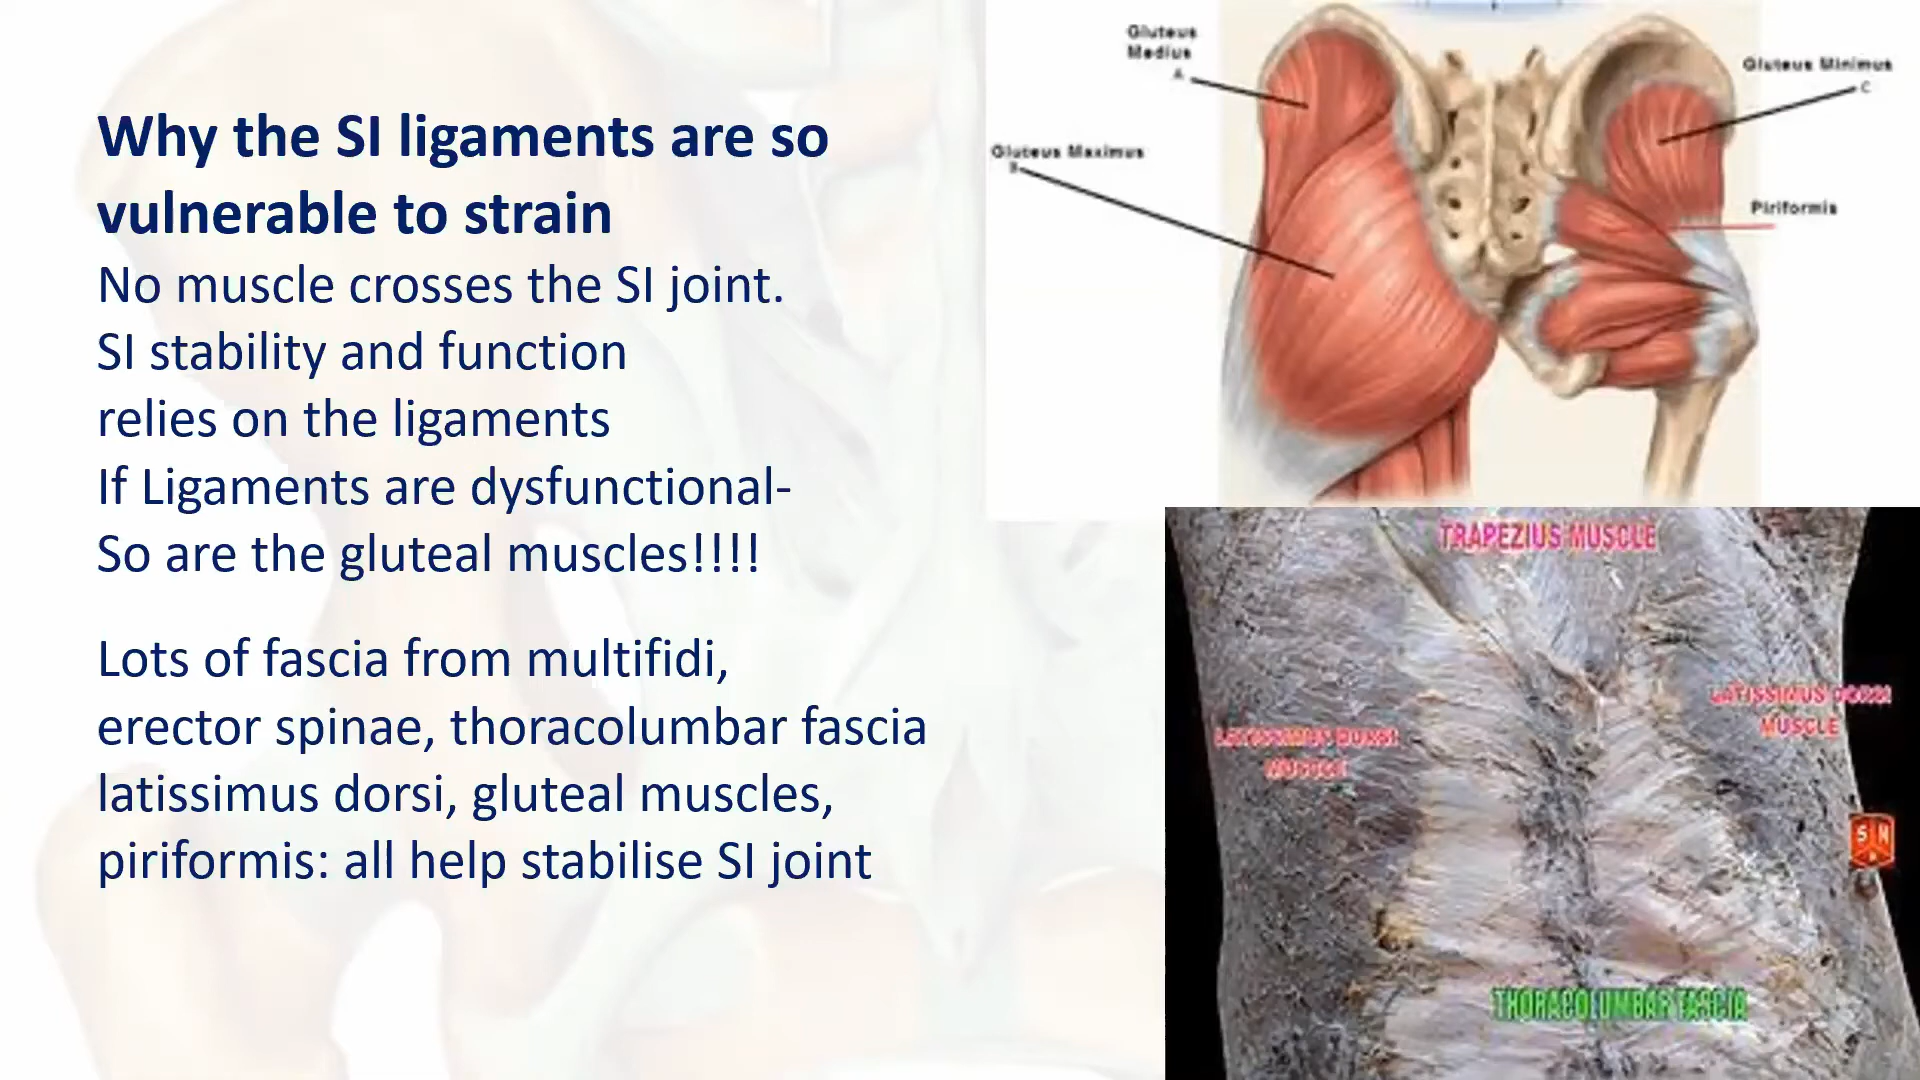 Why the SI ligaments are so
vulnerable to strain
No muscle crosses the SI joint.
SI stability and function
relies on the ligaments
If Ligaments are dysfunctional-
So are the gluteal muscles!!!!
Lots of fascia from multifidi,
erector spinae, thoracolumbar fascia
latissimus dorsi, gluteal muscles,
piriformis: all help stabilise SI joint
Gluteus
Medius
A
Gluteus Maximus
B
Gluteus Minimus
C
Piriformis
TRAPEZIUS MUSCLE
LATISSIMUS DORSI
MUSCLE
LATISSIMUS DORSI
MUSCLE
THORACOLUMBAR FASCIA